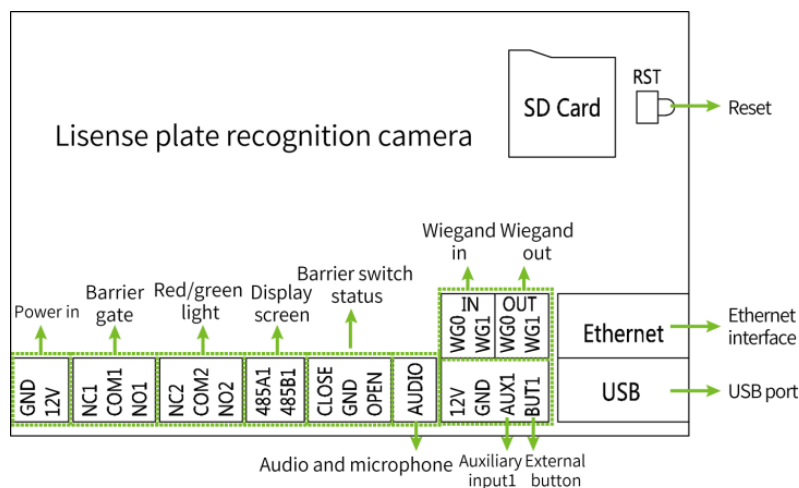 SD Card
RST
Reset
Lisense plate recognition camera
Wiegand
in
Wiegand
out
Power in
Barrier
gate
Red/green
light
Display
screen
Barrier switch
status
IN
OUT
WG0
WG1
WG0
WG1
Ethernet
Ethernet
interface
GND
12V
NC1
COM1
NO1
NC2
COM2
NO2
485A1
485B1
CLOSE
GND
OPEN
AUDIO
12V
GND
AUX1
BUT1
USB
USB port
Audio and microphone
Auxiliary
input1
External
button